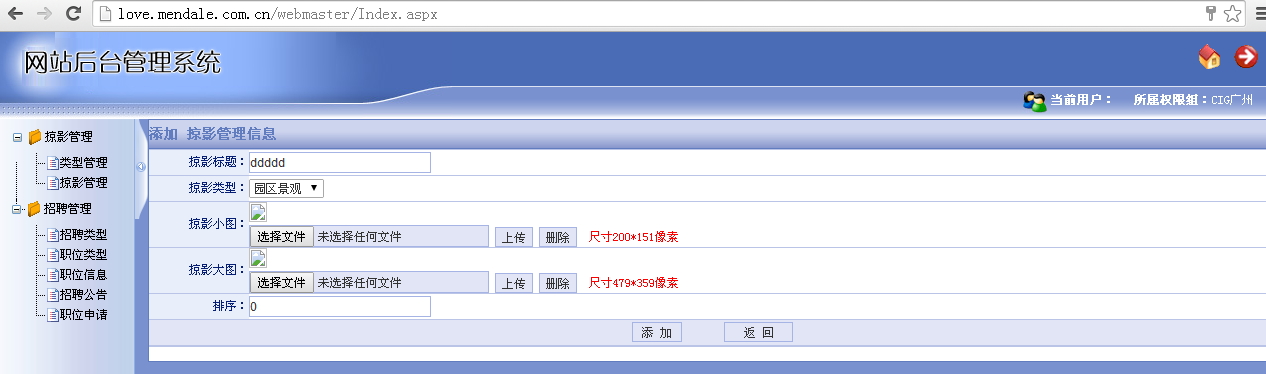 love.mendale.com.cn/webmaster/Index.aspx
网站后台管理系统
当前用户： 所属权限组：CIG广州
掠影管理
类型管理
掠影管理
招聘管理
招聘类型
职位类型
职位信息
招聘公告
职位申请
添加 掠影管理信息
掠影标题：ddddd
掠影类型：园区景观
掠影小图：
选择文件 未选择任何文件 上传 删除 尺寸200*151像素
掠影大图：
选择文件 未选择任何文件 上传 删除 尺寸479*359像素
排序：0
添 加 返 回